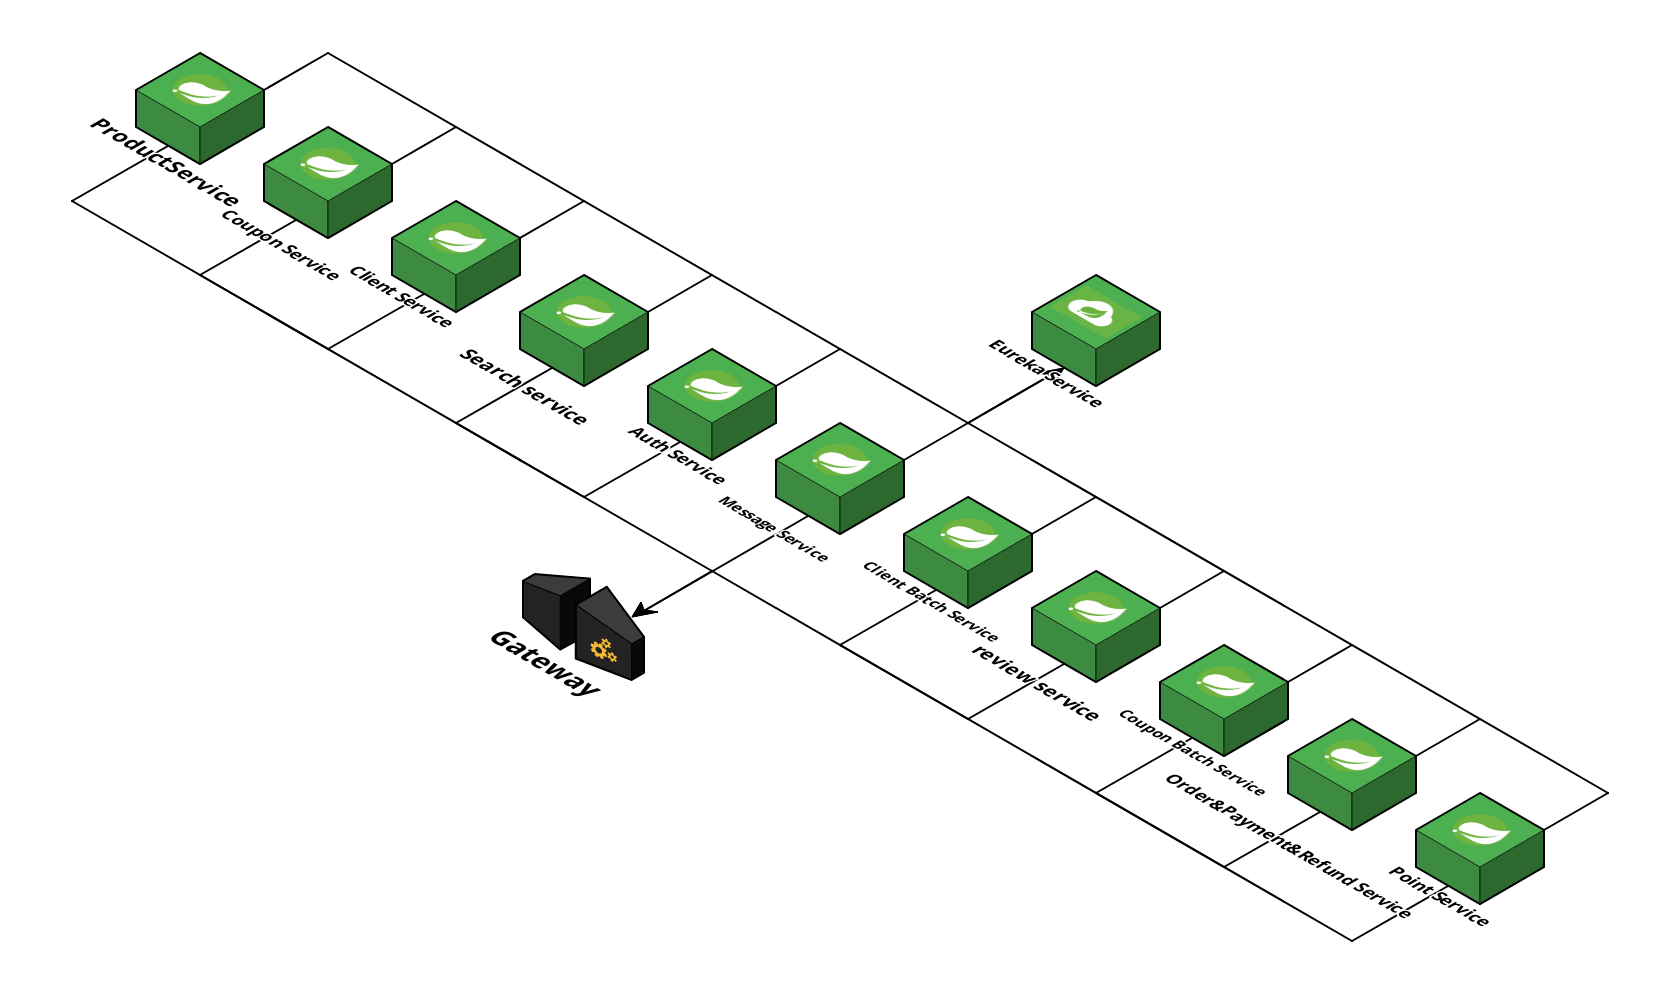 ProductService
Coupon Service
Client Service
Search service
Auth Service
Message Service
Client Batch Service
review service
Coupon Batch Service
Order&Payment&Refund Service
Point Service
Eureka Service
Gateway